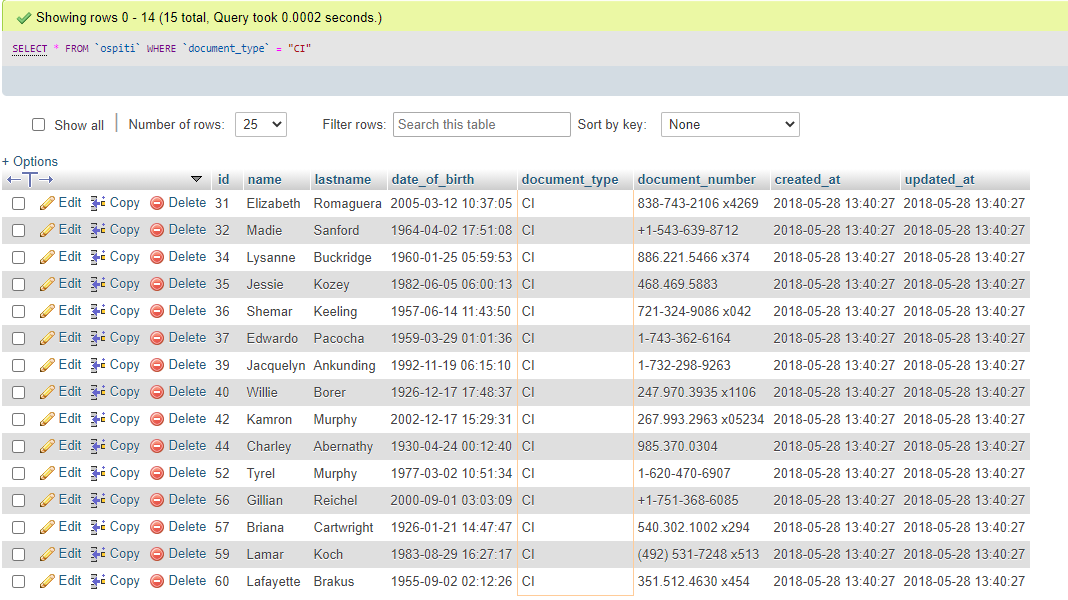 Showing rows 0 - 14 (15 total, Query took 0.0002 seconds.)
SELECT * FROM `ospiti` WHERE `document_type` = "CI"
Show all Number of rows: 25 Filter rows: Search this table Sort by key: None
+ Options
←T→ id name lastname date_of_birth document_type document_number created_at updated_at
Edit Copy Delete 31 Elizabeth Romaguera 2005-03-12 10:37:05 CI 838-743-2106 x4269 2018-05-28 13:40:27 2018-05-28 13:40:27
Edit Copy Delete 32 Madie Sanford 1964-04-02 17:51:08 CI +1-543-639-8712 2018-05-28 13:40:27 2018-05-28 13:40:27
Edit Copy Delete 34 Lysanne Buckridge 1960-01-25 05:59:53 CI 886.221.5466 x374 2018-05-28 13:40:27 2018-05-28 13:40:27
Edit Copy Delete 35 Jessie Kozey 1982-06-05 06:00:13 CI 468.469.5883 2018-05-28 13:40:27 2018-05-28 13:40:27
Edit Copy Delete 36 Shemar Keeling 1957-06-14 11:43:50 CI 721-324-9086 x042 2018-05-28 13:40:27 2018-05-28 13:40:27
Edit Copy Delete 37 Edwardo Pacocha 1959-03-29 01:01:36 CI 1-743-362-6164 2018-05-28 13:40:27 2018-05-28 13:40:27
Edit Copy Delete 39 Jacquelyn Ankunding 1992-11-19 06:15:10 CI 1-732-298-9263 2018-05-28 13:40:27 2018-05-28 13:40:27
Edit Copy Delete 40 Willie Borer 1926-12-17 17:48:37 CI 247.970.3935 x1106 2018-05-28 13:40:27 2018-05-28 13:40:27
Edit Copy Delete 42 Kamron Murphy 2002-12-17 15:29:31 CI 267.993.2963 x05234 2018-05-28 13:40:27 2018-05-28 13:40:27
Edit Copy Delete 44 Charley Abernathy 1930-04-24 00:12:40 CI 985.370.0304 2018-05-28 13:40:27 2018-05-28 13:40:27
Edit Copy Delete 52 Tyrel Murphy 1977-03-02 10:51:34 CI 1-620-470-6907 2018-05-28 13:40:27 2018-05-28 13:40:27
Edit Copy Delete 56 Gillian Reichel 2000-09-01 03:03:09 CI +1-751-368-6085 2018-05-28 13:40:27 2018-05-28 13:40:27
Edit Copy Delete 57 Briana Cartwright 1926-01-21 14:47:47 CI 540.302.1002 x294 2018-05-28 13:40:27 2018-05-28 13:40:27
Edit Copy Delete 59 Lamar Koch 1983-08-29 16:27:17 CI (492) 531-7248 x513 2018-05-28 13:40:27 2018-05-28 13:40:27
Edit Copy Delete 60 Lafayette Brakus 1955-09-02 02:12:26 CI 351.512.4630 x454 2018-05-28 13:40:27 2018-05-28 13:40:27